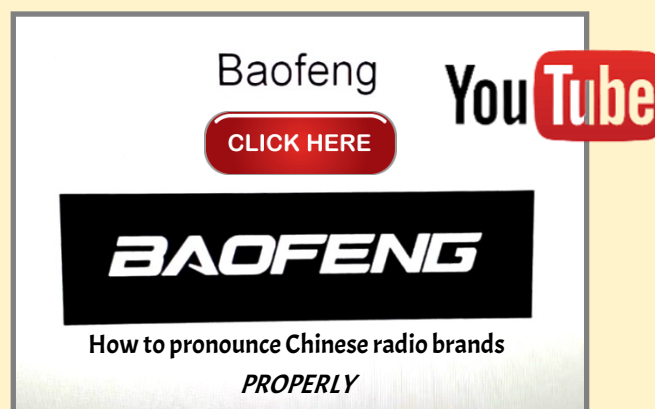 Baofeng
YouTube
CLICK HERE
BAOFENG
How to pronounce Chinese radio brands
PROPERLY